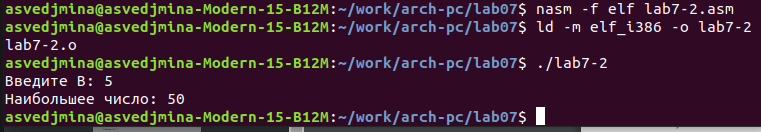 asvedjmina@asvedjmina-Modern-15-B12M:~/work/arch-pc/lab07$ nasm -f elf lab7-2.asm
asvedjmina@asvedjmina-Modern-15-B12M:~/work/arch-pc/lab07$ ld -m elf_i386 -o lab7-2
lab7-2.o
asvedjmina@asvedjmina-Modern-15-B12M:~/work/arch-pc/lab07$ ./lab7-2
Введите B: 5
Наибольшее число: 50
asvedjmina@asvedjmina-Modern-15-B12M:~/work/arch-pc/lab07$